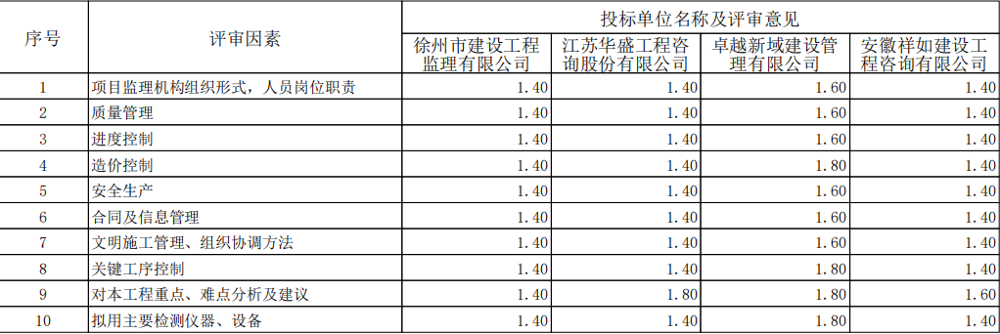 序号 评审因素 投标单位名称及评审意见
徐州市建设工程监理有限公司 江苏华盛工程咨询股份有限公司 卓越新域建设管理有限公司 安徽祥如建设工程咨询有限公司
1 项目监理机构组织形式，人员岗位职责 1.40 1.40 1.60 1.40
2 质量管理 1.40 1.40 1.60 1.40
3 进度控制 1.40 1.40 1.60 1.40
4 造价控制 1.40 1.40 1.80 1.40
5 安全生产 1.40 1.40 1.60 1.40
6 合同及信息管理 1.40 1.40 1.60 1.40
7 文明施工管理、组织协调方法 1.40 1.40 1.60 1.40
8 关键工序控制 1.40 1.40 1.80 1.40
9 对本工程重点、难点分析及建议 1.40 1.80 1.80 1.60
10 拟用主要检测仪器、设备 1.40 1.40 1.80 1.40